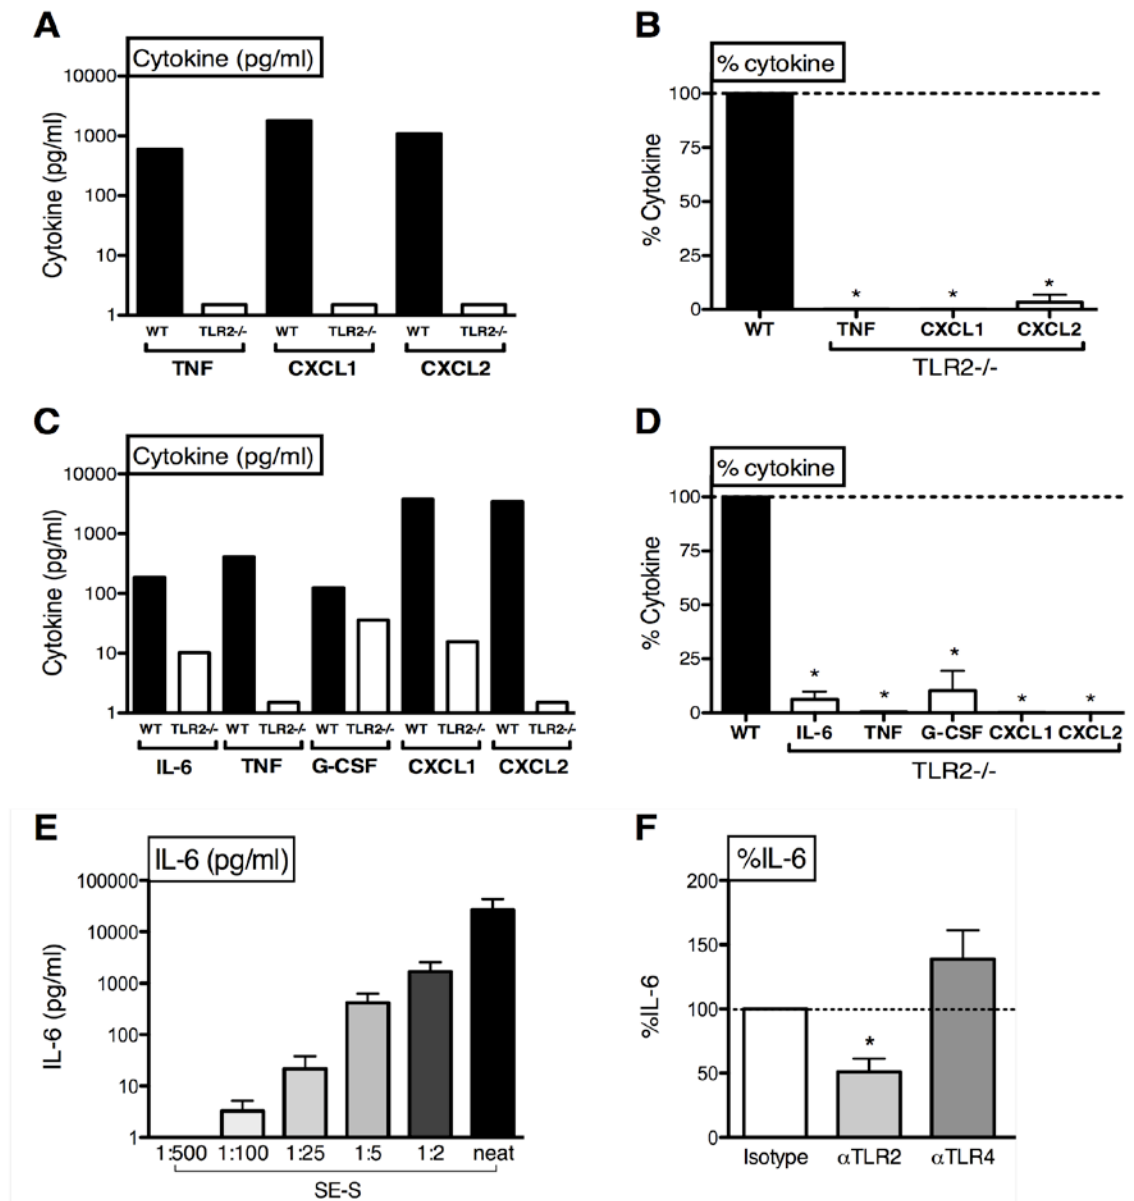 A
Cytokine (pg/ml)
Cytokine (pg/ml)
10000
1000
100
10
1
WT TLR2-/- WT TLR2-/- WT TLR2-/-
TNF CXCL1 CXCL2
B
% cytokine
% Cytokine
100
75
50
25
0
* * *
WT TNF CXCL1 CXCL2
TLR2-/-
C
Cytokine (pg/ml)
Cytokine (pg/ml)
10000
1000
100
10
1
WT TLR2-/- WT TLR2-/- WT TLR2-/- WT TLR2-/- WT TLR2-/-
IL-6 TNF G-CSF CXCL1 CXCL2
D
% cytokine
% Cytokine
100
75
50
25
0
* * * * *
WT IL-6 TNF G-CSF CXCL1 CXCL2
TLR2-/-
E
IL-6 (pg/ml)
IL-6 (pg/ml)
100000
10000
1000
100
10
1
1:500 1:100 1:25 1:5 1:2 neat
SE-S
F
%IL-6
%IL-6
200
150
100
50
0
*
Isotype αTLR2 αTLR4